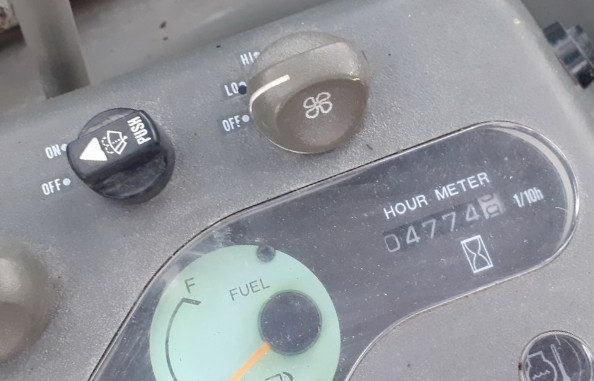 HI
LO
OFF
PUSH
ON
OFF
HOUR METER
04774
1/10h
F
FUEL